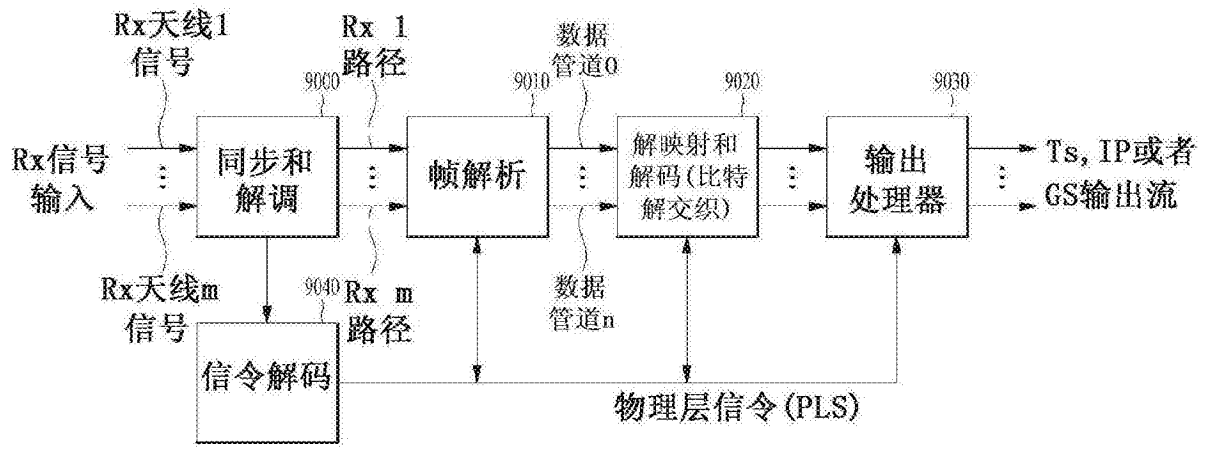 Rx天线1
信号
Rx 1
路径
数据
管道0
9000
9010
9020
9030
Rx信号
输入
同步和
解调
帧解析
解映射和
解码(比特
解交织)
输出
处理器
Ts,IP或者
GS输出流
Rx天线m
信号
9040
Rx m
路径
数据
管道n
信令解码
物理层信令(PLS)